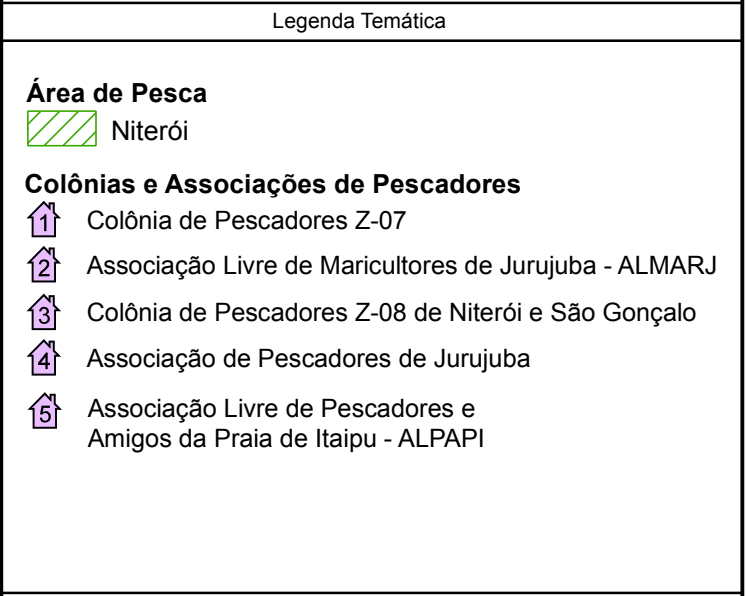 Legenda Temática
Área de Pesca
Niterói
Colônias e Associações de Pescadores
1 Colônia de Pescadores Z-07
2 Associação Livre de Maricultores de Jurujuba - ALMARJ
3 Colônia de Pescadores Z-08 de Niterói e São Gonçalo
4 Associação de Pescadores de Jurujuba
5 Associação Livre de Pescadores e
Amigos da Praia de Itaipu - ALPAPI